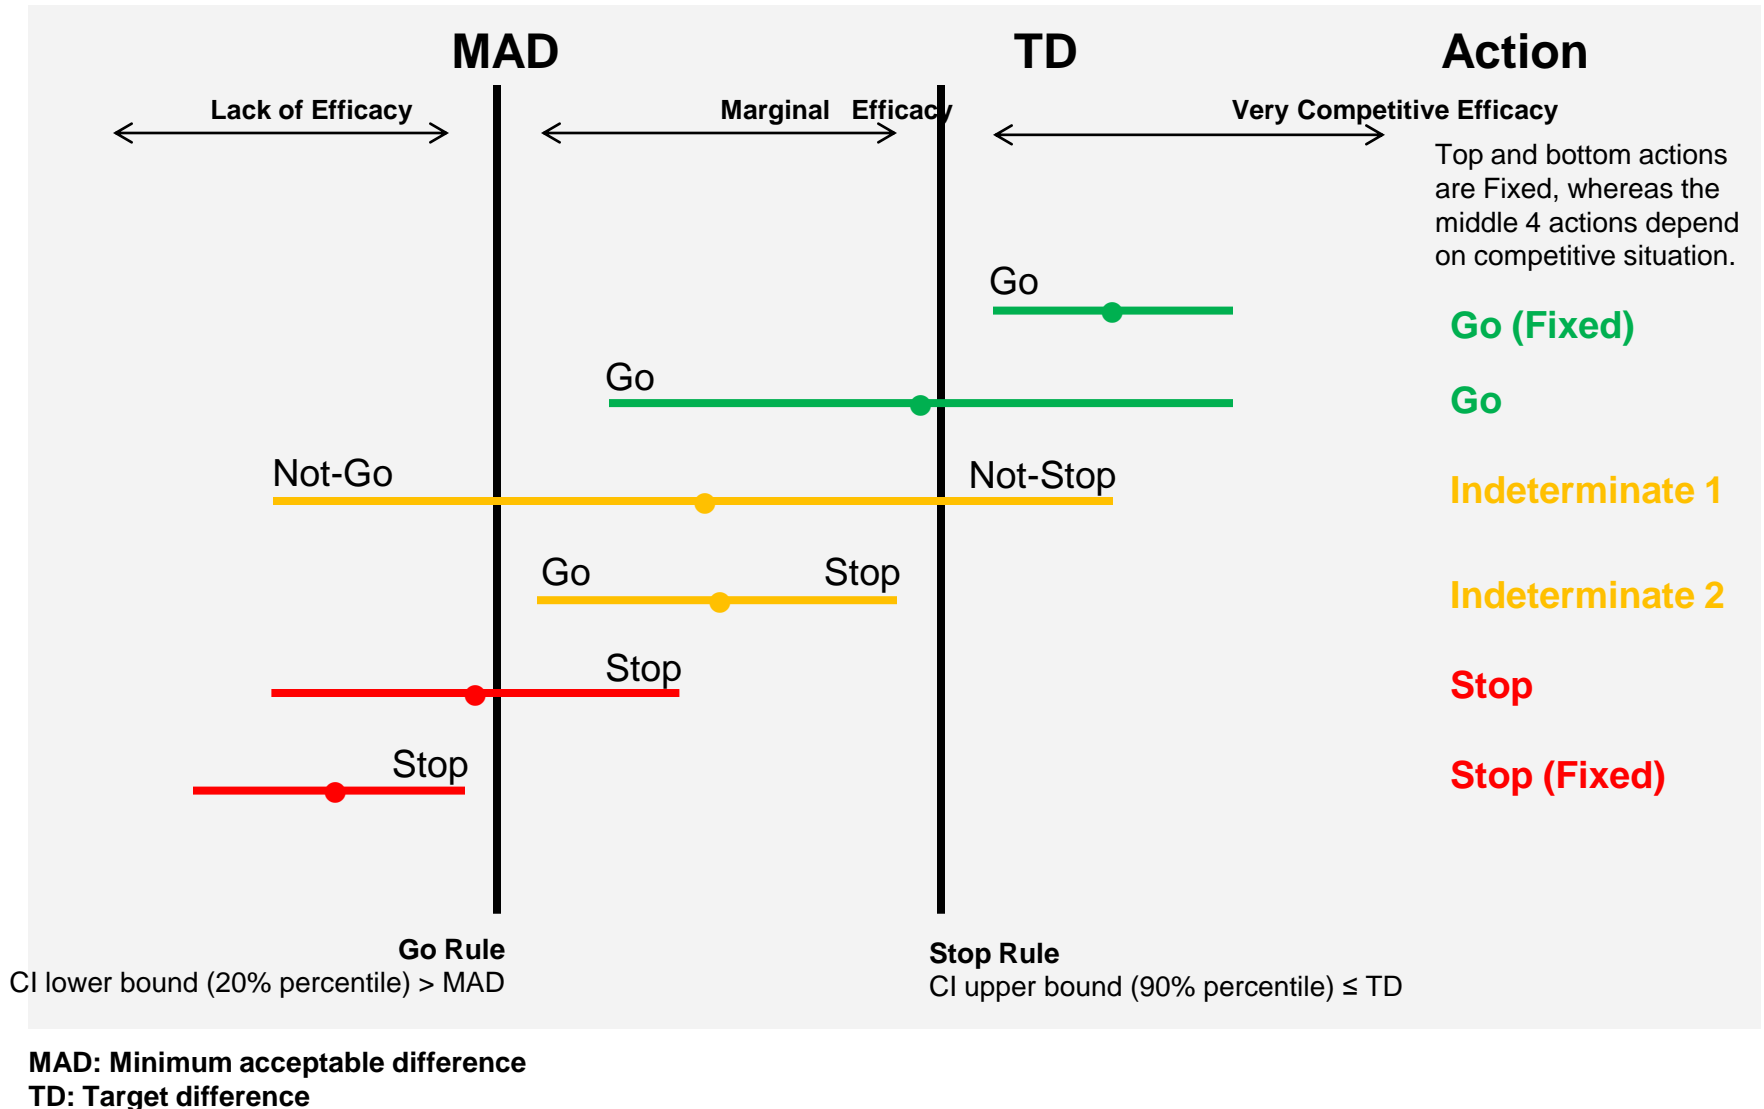 MAD
TD
Action
Lack of Efficacy
Marginal Efficacy
Very Competitive Efficacy
Top and bottom actions
are Fixed, whereas the
middle 4 actions depend
on competitive situation.
Go
Go (Fixed)
Go
Go
Not-Go
Not-Stop
Indeterminate 1
Go
Stop
Indeterminate 2
Stop
Stop
Stop
Stop (Fixed)
Go Rule
CI lower bound (20% percentile) > MAD
Stop Rule
CI upper bound (90% percentile) ≤ TD
MAD: Minimum acceptable difference
TD: Target difference